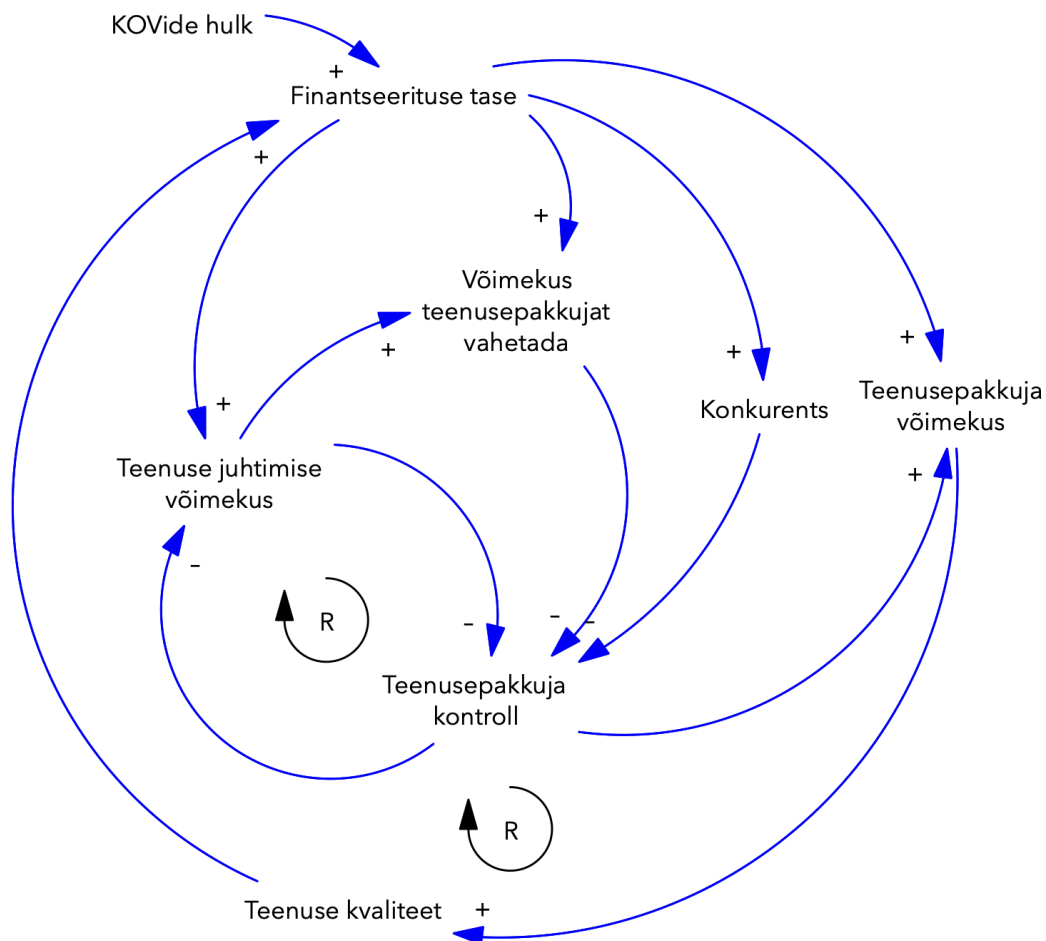 KOVide hulk
+
Finantseerituse tase
+
+
Võimekus
teenusepakkujat
vahetada
+
+
+
Konkurents
Teenusepakkuja
võimekus
+
Teenuse juhtimise
võimekus
+
-
R
-
-
-
Teenusepakkuja
kontroll
R
Teenuse kvaliteet
+